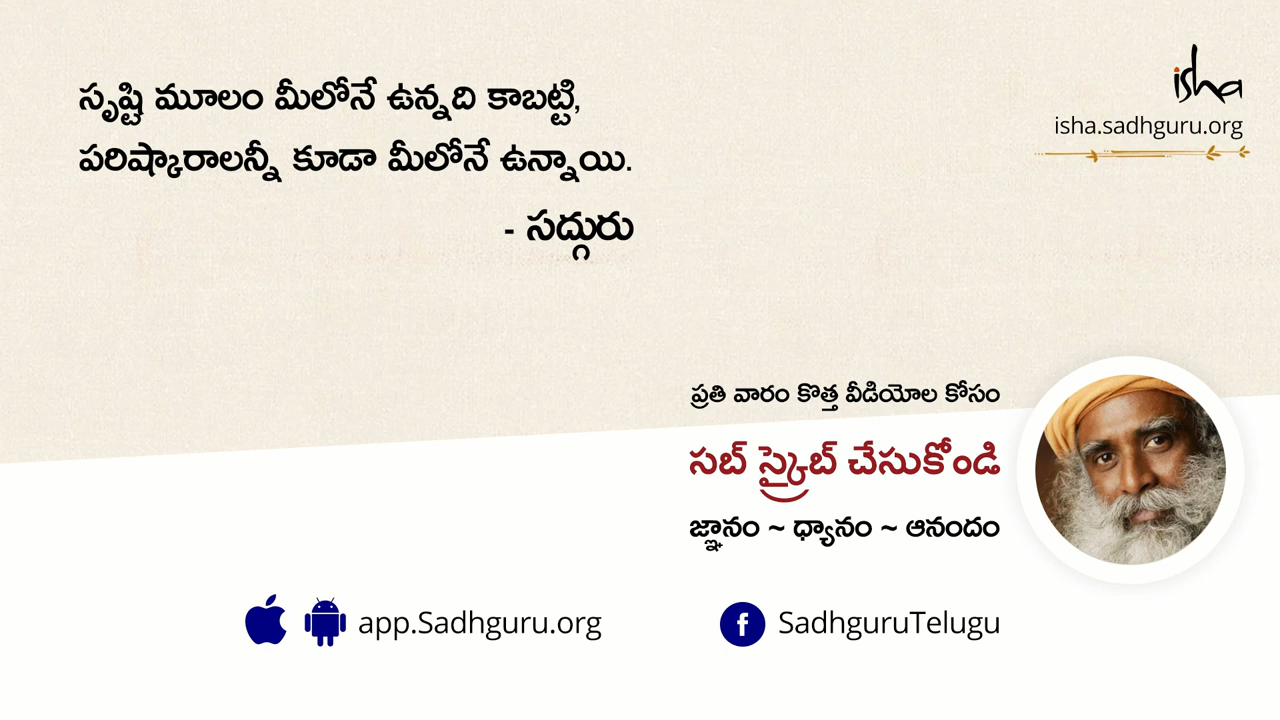 సృష్టి మూలం మీలోనే ఉన్నది కాబట్టి,
పరిష్కారాలన్నీ కూడా మీలోనే ఉన్నాయి.
- సద్గురు
isha
isha.sadhguru.org
ప్రతి వారం కొత్త వీడియోల కోసం
సబ్ స్క్రైబ్ చేసుకోండి
జ్ఞానం ~ ధ్యానం ~ ఆనందం
app.Sadhguru.org
SadhguruTelugu